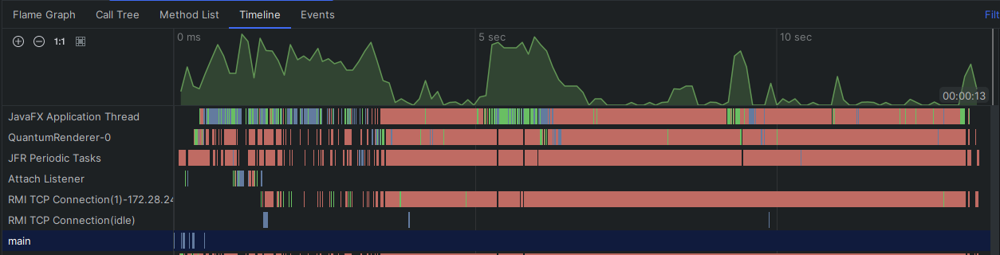 Flame Graph Call Tree Method List Timeline Events Filt
1:1 0 ms 5 sec 10 sec
00:00:13
JavaFX Application Thread
QuantumRenderer-0
JFR Periodic Tasks
Attach Listener
RMI TCP Connection(1)-172.28.24
RMI TCP Connection(idle)
main